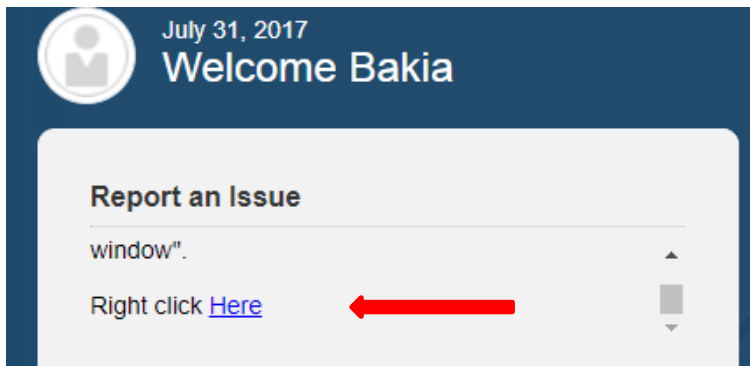 July 31, 2017
Welcome Bakia
Report an Issue
window".
Right click Here